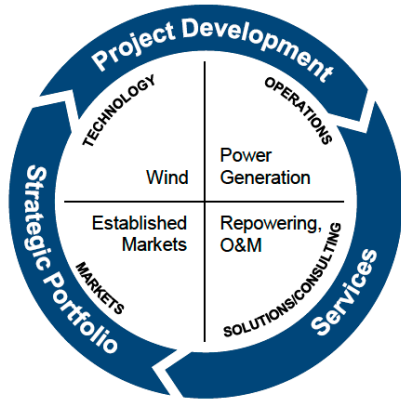 Project Development
TECHNOLOGY
OPERATIONS
Wind
Power
Generation
Established
Markets
Repowering,
O&M
MARKETS
SOLUTIONS/CONSULTING
Strategic Portfolio
Services